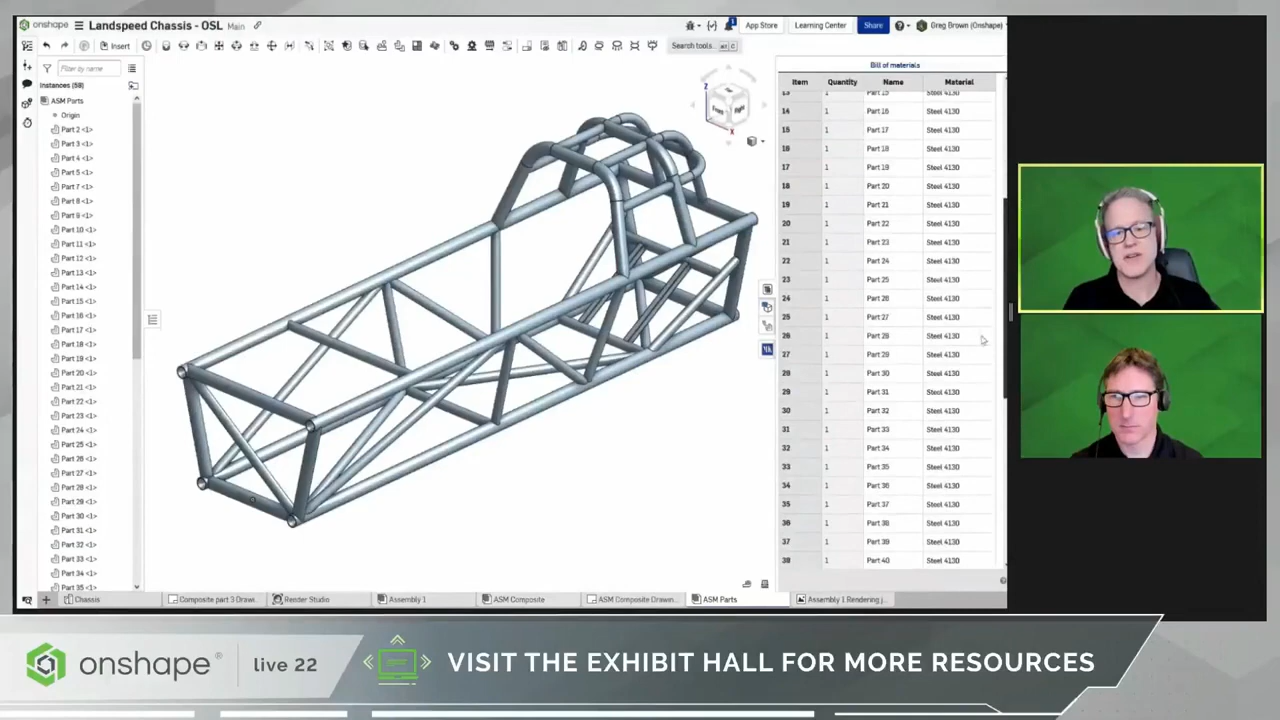 onshape
Landspeed Chassis - OSL
Main
App Store
Learning Center
Share
Greg Brown (Onshape)
Insert
Search tools...
Filter by name
Instances (58)
ASM Parts
Origin
Part 2 <1>
Part 3 <1>
Part 4 <1>
Part 5 <1>
Part 7 <1>
Part 8 <1>
Part 9 <1>
Part 10 <1>
Part 11 <1>
Part 12 <1>
Part 13 <1>
Part 14 <1>
Part 15 <1>
Part 16 <1>
Part 17 <1>
Part 18 <1>
Part 19 <1>
Part 20 <1>
Part 21 <1>
Part 22 <1>
Part 23 <1>
Part 24 <1>
Part 25 <1>
Part 26 <1>
Part 27 <1>
Part 28 <1>
Part 29 <1>
Part 30 <1>
Part 31 <1>
Part 32 <1>
Part 33 <1>
Part 34 <1>
Part 35 <1>
Z
Front
Right
X
Bill of materials
Item Quantity Name Material
13 1 Part 15 Steel 4130
14 1 Part 16 Steel 4130
15 1 Part 17 Steel 4130
16 1 Part 18 Steel 4130
17 1 Part 19 Steel 4130
18 1 Part 20 Steel 4130
19 1 Part 21 Steel 4130
20 1 Part 22 Steel 4130
21 1 Part 23 Steel 4130
22 1 Part 24 Steel 4130
23 1 Part 25 Steel 4130
24 1 Part 26 Steel 4130
25 1 Part 27 Steel 4130
26 1 Part 28 Steel 4130
27 1 Part 29 Steel 4130
28 1 Part 30 Steel 4130
29 1 Part 31 Steel 4130
30 1 Part 32 Steel 4130
31 1 Part 33 Steel 4130
32 1 Part 34 Steel 4130
33 1 Part 35 Steel 4130
34 1 Part 36 Steel 4130
35 1 Part 37 Steel 4130
36 1 Part 38 Steel 4130
37 1 Part 39 Steel 4130
38 1 Part 40 Steel 4130
Chassis
Composite part 3 Drawi...
Render Studio
Assembly 1
ASM Composite
ASM Composite Drawin...
ASM Parts
Assembly 1 Rendering.j...
onshape®
live 22
VISIT THE EXHIBIT HALL FOR MORE RESOURCES